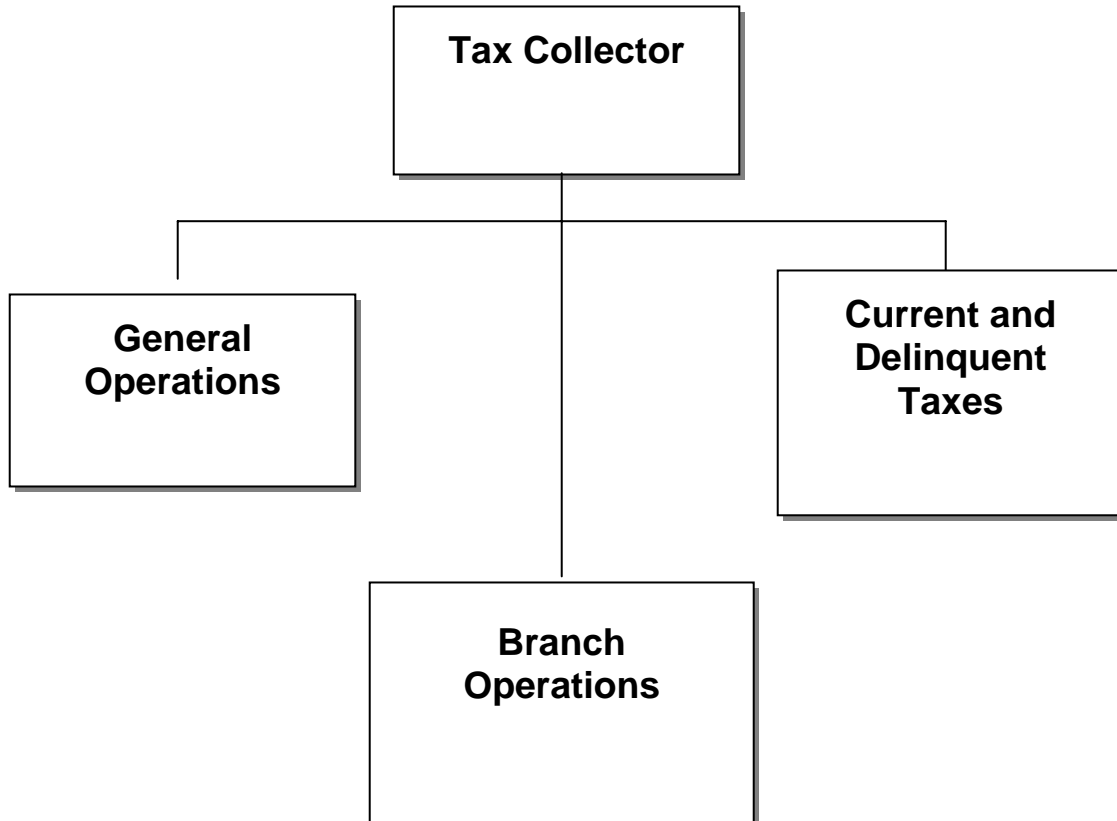 Tax Collector
General
Operations
Current and
Delinquent
Taxes
Branch
Operations